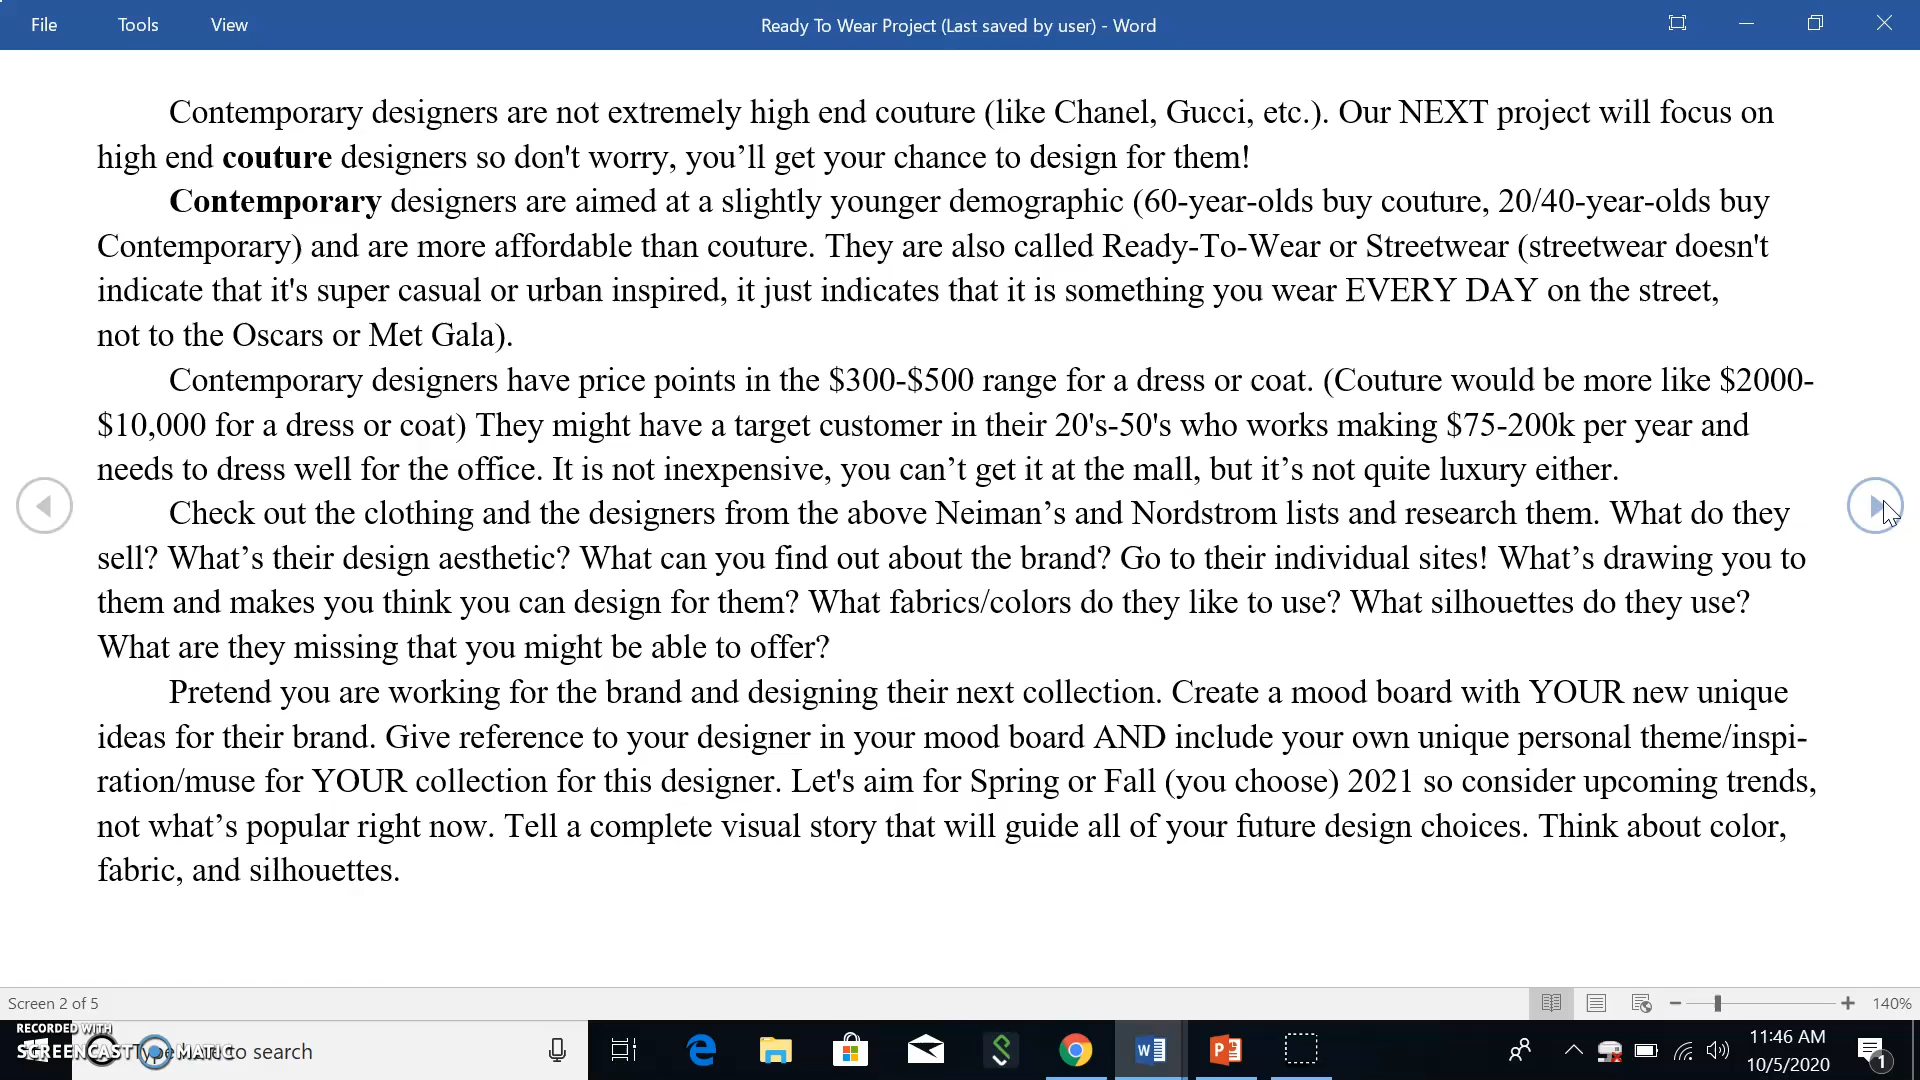 File Tools View Ready To Wear Project (Last saved by user) - Word
Contemporary designers are not extremely high end couture (like Chanel, Gucci, etc.). Our NEXT project will focus on
high end couture designers so don't worry, you’ll get your chance to design for them!
Contemporary designers are aimed at a slightly younger demographic (60-year-olds buy couture, 20/40-year-olds buy
Contemporary) and are more affordable than couture. They are also called Ready-To-Wear or Streetwear (streetwear doesn't
indicate that it's super casual or urban inspired, it just indicates that it is something you wear EVERY DAY on the street,
not to the Oscars or Met Gala).
Contemporary designers have price points in the $300-$500 range for a dress or coat. (Couture would be more like $2000-
$10,000 for a dress or coat) They might have a target customer in their 20's-50's who works making $75-200k per year and
needs to dress well for the office. It is not inexpensive, you can’t get it at the mall, but it’s not quite luxury either.
Check out the clothing and the designers from the above Neiman’s and Nordstrom lists and research them. What do they
sell? What’s their design aesthetic? What can you find out about the brand? Go to their individual sites! What’s drawing you to
them and makes you think you can design for them? What fabrics/colors do they like to use? What silhouettes do they use?
What are they missing that you might be able to offer?
Pretend you are working for the brand and designing their next collection. Create a mood board with YOUR new unique
ideas for their brand. Give reference to your designer in your mood board AND include your own unique personal theme/inspi-
ration/muse for YOUR collection for this designer. Let's aim for Spring or Fall (you choose) 2021 so consider upcoming trends,
not what’s popular right now. Tell a complete visual story that will guide all of your future design choices. Think about color,
fabric, and silhouettes.
Screen 2 of 5 140%
RECORDED WITH
SCREENCAST MATIC
Type here to search
11:46 AM
10/5/2020
1